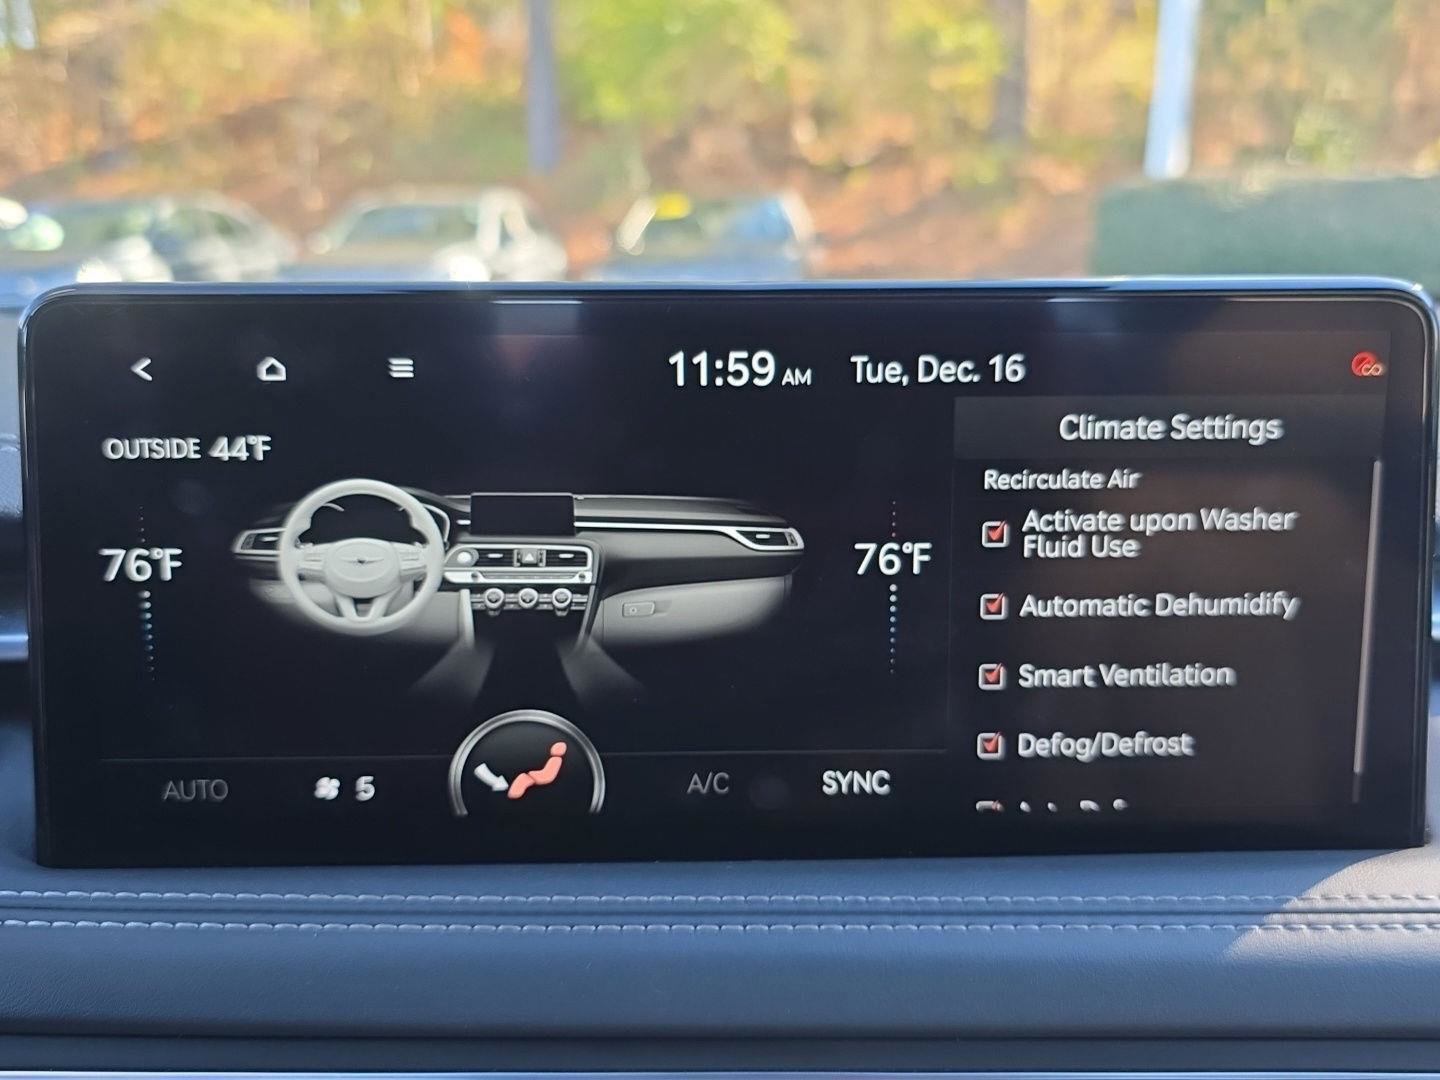 11:59 AM Tue, Dec. 16
OUTSIDE 44°F
76°F
76°F
AUTO
5
A/C
SYNC
Climate Settings
Recirculate Air
Activate upon Washer
Fluid Use
Automatic Dehumidify
Smart Ventilation
Defog/Defrost